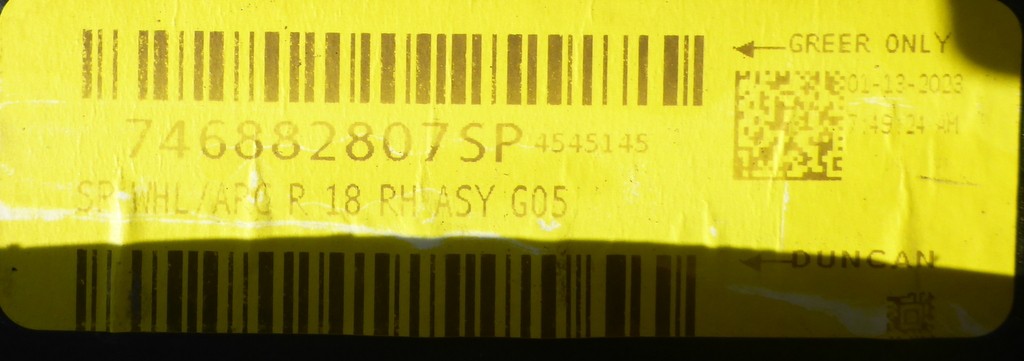 GREER ONLY
01-13-2023
7:49:24 AM
746882807SP 4545145
SP WHL/ARC R 18 RH ASY G05
DUNCAN